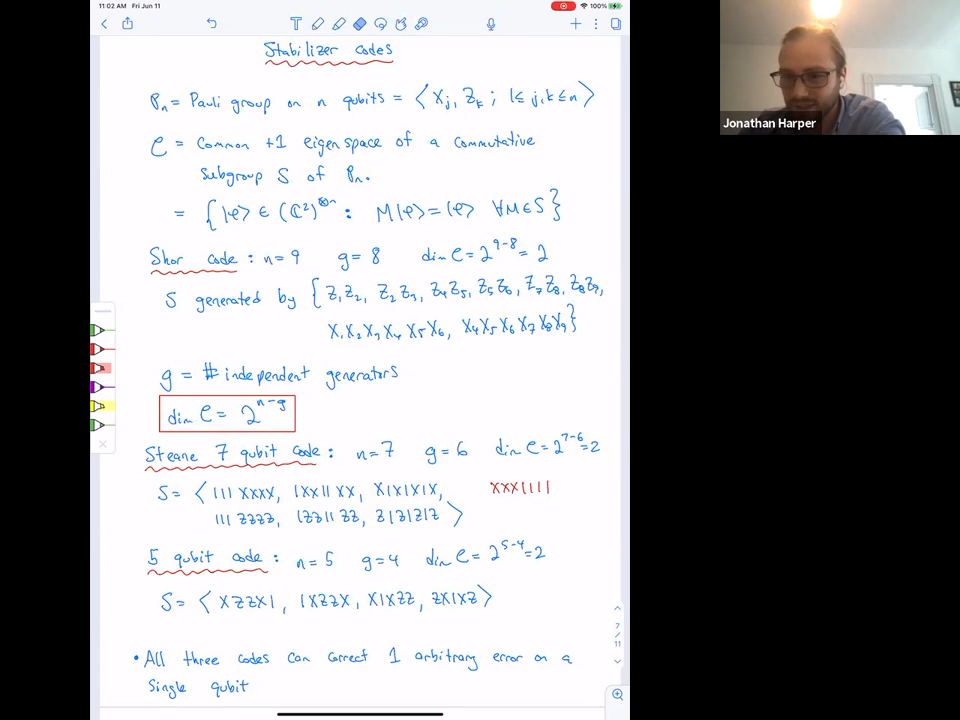 11:02 AM Fri Jun 11
100%
Stabilizer codes
Pn = Pauli group on n qubits = ⟨ Xj, Zk ; 1 ≤ j,k ≤ n ⟩
C = Common +1 eigenspace of a commutative
subgroup S of Pn.
= { |φ⟩ ∈ (ℂ²)^⊗n : M|φ⟩ = |φ⟩ ∀M∈S }
Shor code : n=9 g=8 dim C = 2^(9-8) = 2
S generated by { Z1Z2, Z2Z3, Z4Z5, Z5Z6, Z7Z8, Z8Z9,
X1X2X3X4X5X6, X4X5X6X7X8X9 }
g = # independent generators
dim C = 2^(n-g)
Steane 7 qubit code : n=7 g=6 dim C = 2^(7-6) = 2
S = ⟨ 111XXXX, 1XX11XX, X1X1X1X, XXX1111
111ZZZZ, 1ZZ11ZZ, Z1Z1Z1Z ⟩
5 qubit code : n=5 g=4 dim C = 2^(5-4) = 2
S = ⟨ XZZX1, 1XZZX, X1XZZ, ZX1XZ ⟩
• All three codes can correct 1 arbitrary error on a
single qubit
7
/
11
Jonathan Harper